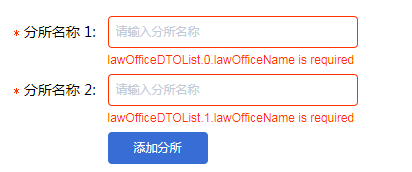 * 分所名称 1: 请输入分所名称
lawOfficeDTOList.0.lawOfficeName is required
* 分所名称 2: 请输入分所名称
lawOfficeDTOList.1.lawOfficeName is required
添加分所